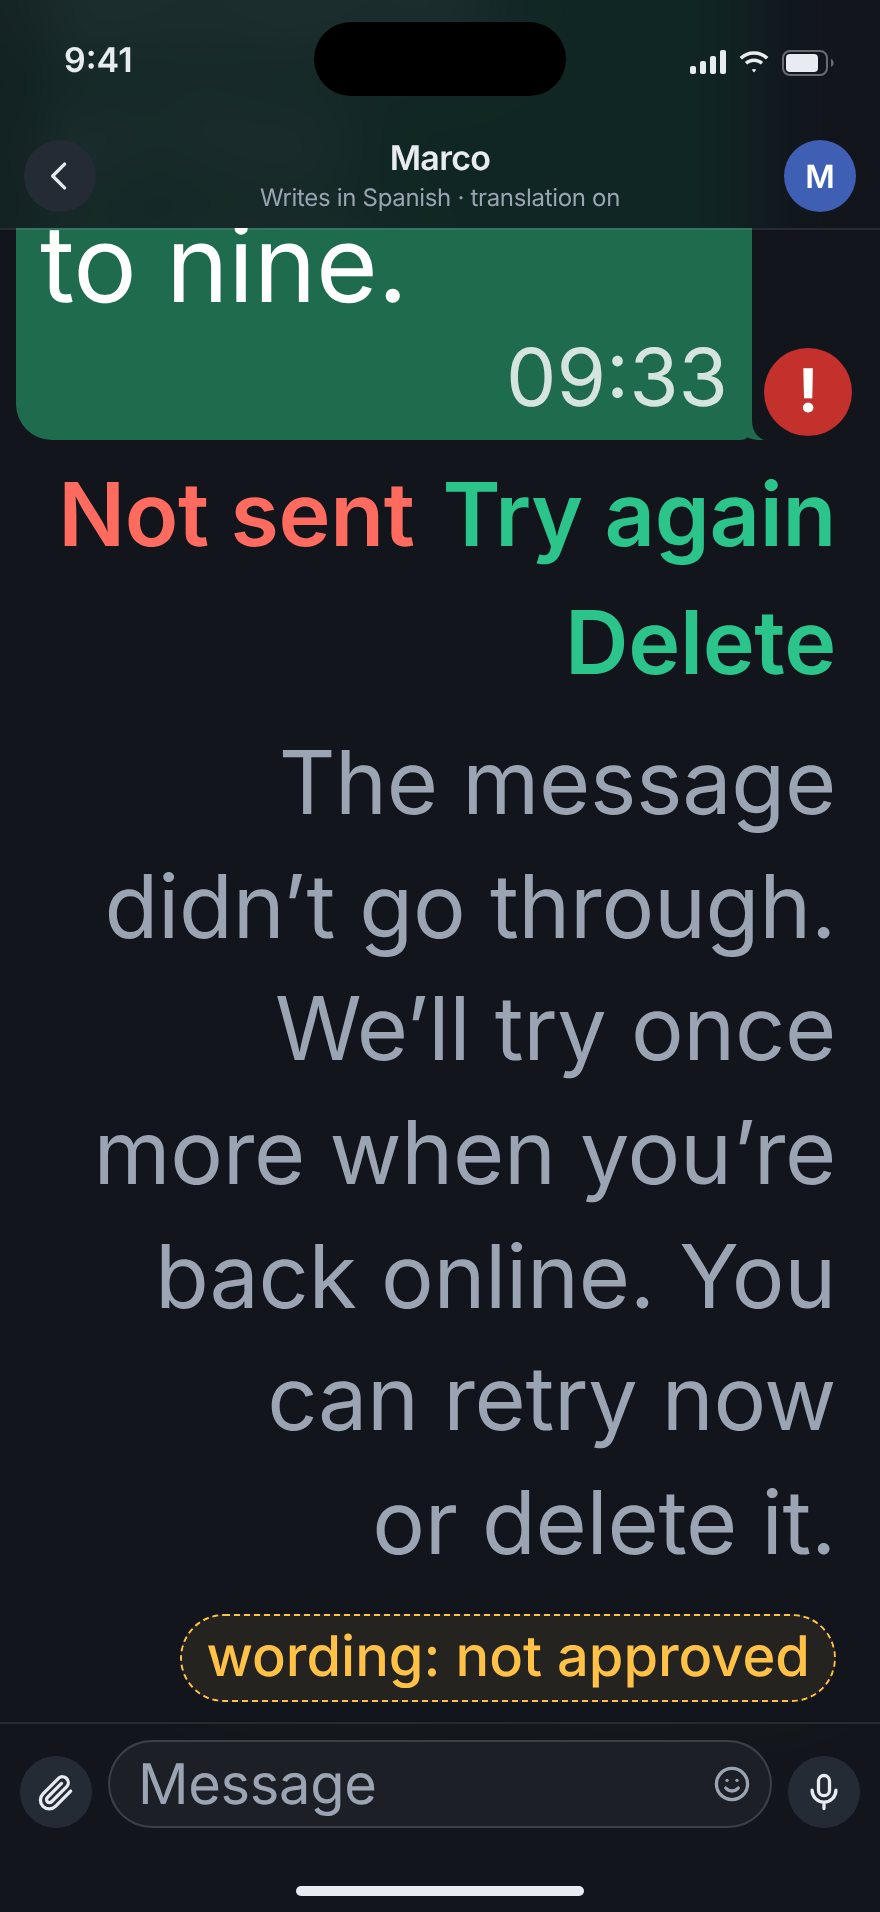 9:41
Marco
Writes in Spanish · translation on
M
to nine.
09:33
!
Not sent Try again
Delete
The message
didn’t go through.
We’ll try once
more when you’re
back online. You
can retry now
or delete it.
wording: not approved
Message